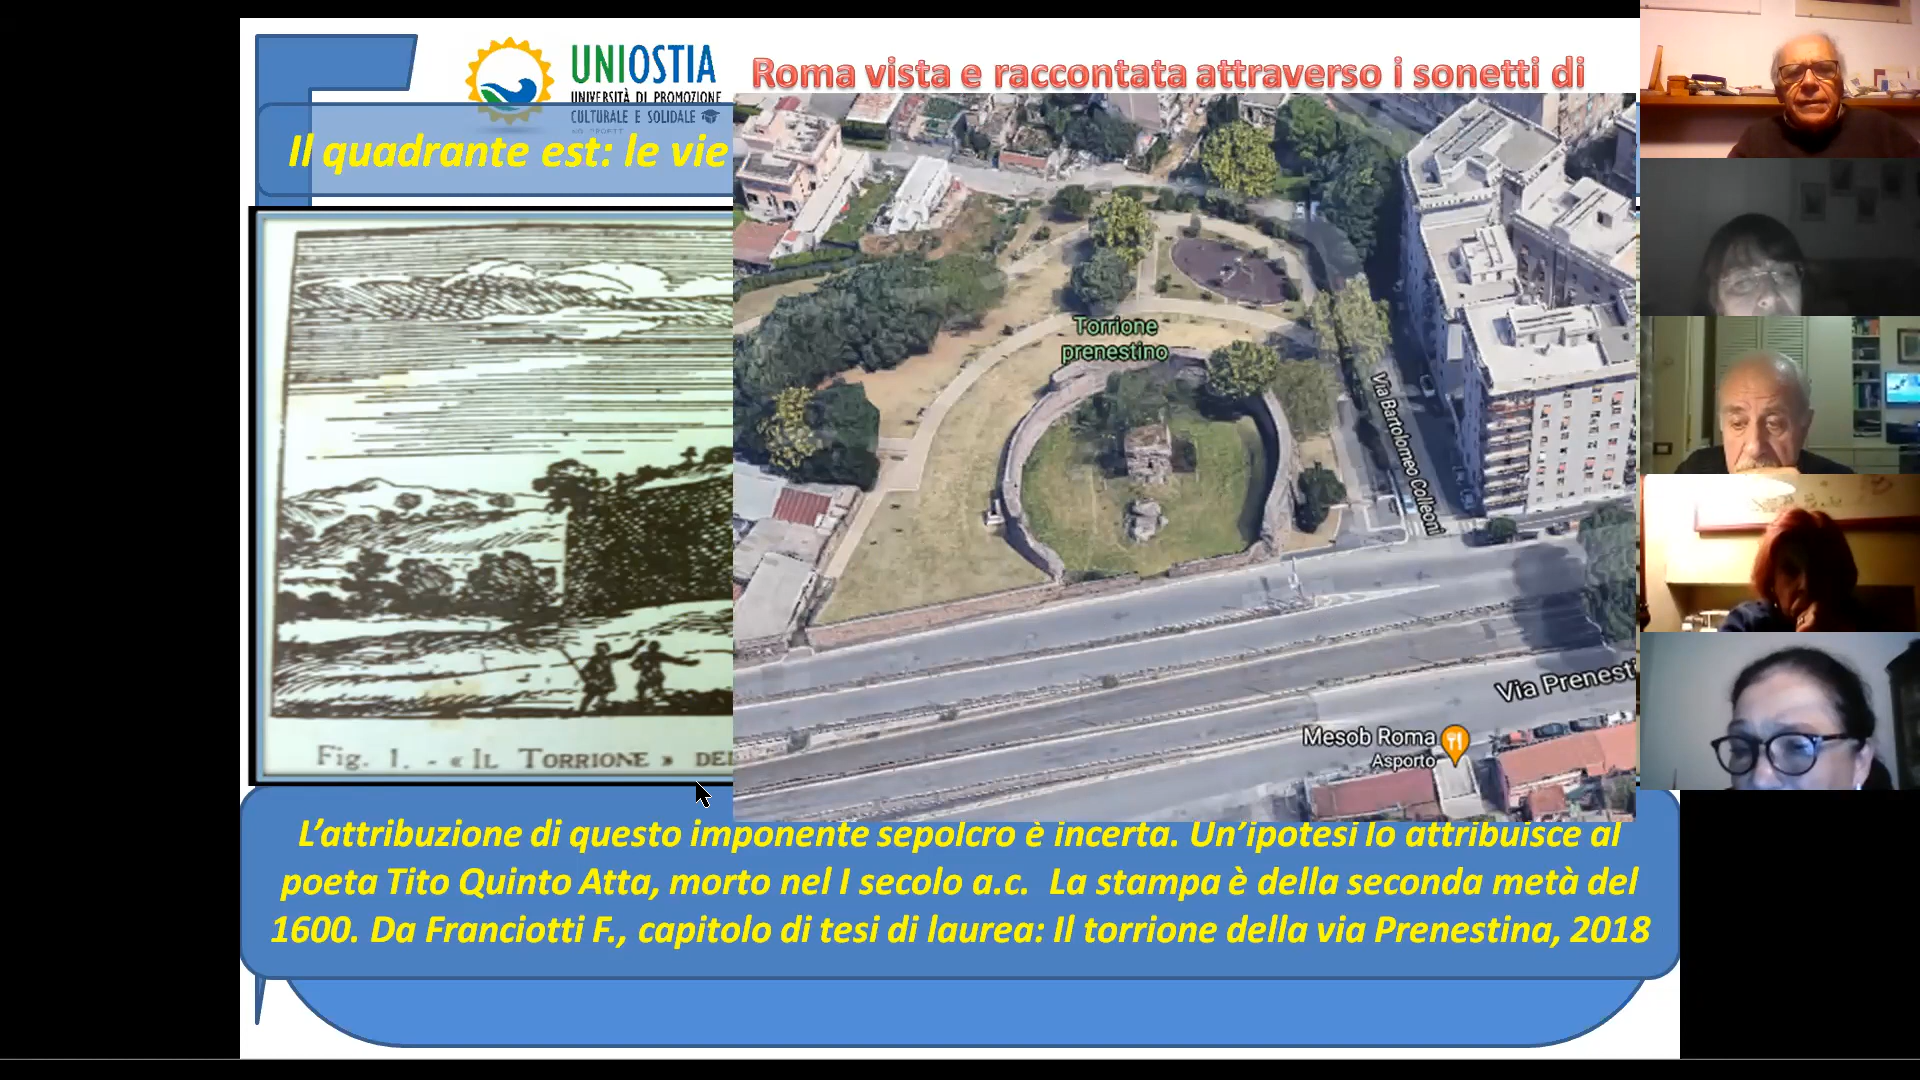 UNIOSTIA
UNIVERSITÀ DI PROMOZIONE
CULTURALE E SOLIDALE
Roma vista e raccontata attraverso i sonetti di
Il quadrante est: le vie
Torrione
prenestino
Via Bartolomeo Colleoni
Via Prenesti
Mesob Roma
Asporto
Fig. 1. - « IL TORRIONE » DEL
L'attribuzione di questo imponente sepolcro è incerta. Un'ipotesi lo attribuisce al
poeta Tito Quinto Atta, morto nel I secolo a.c. La stampa è della seconda metà del
1600. Da Franciotti F., capitolo di tesi di laurea: Il torrione della via Prenestina, 2018